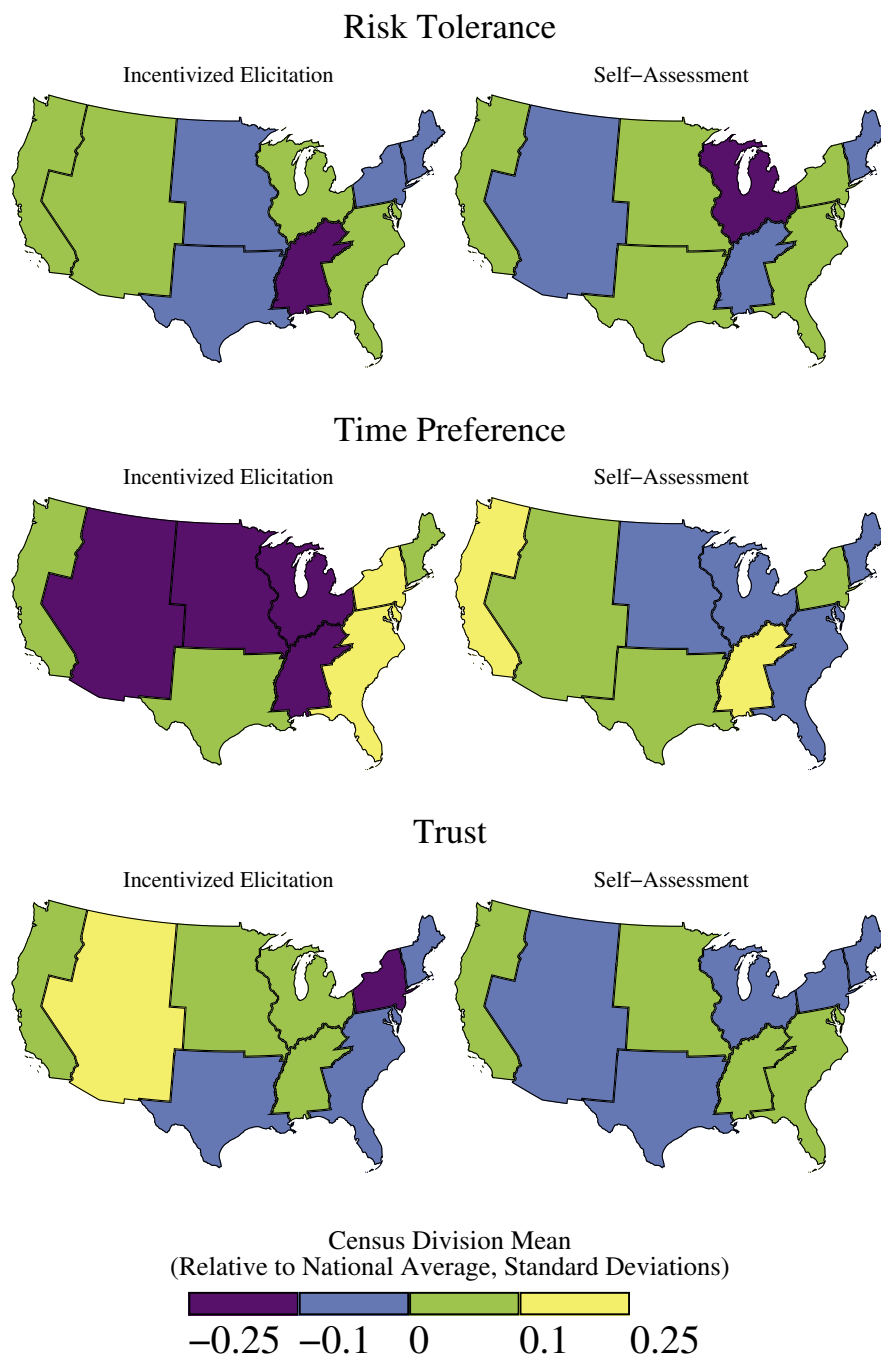 Risk Tolerance
Incentivized Elicitation
Self−Assessment
Time Preference
Incentivized Elicitation
Self−Assessment
Trust
Incentivized Elicitation
Self−Assessment
Census Division Mean
(Relative to National Average, Standard Deviations)
−0.25 −0.1 0 0.1 0.25